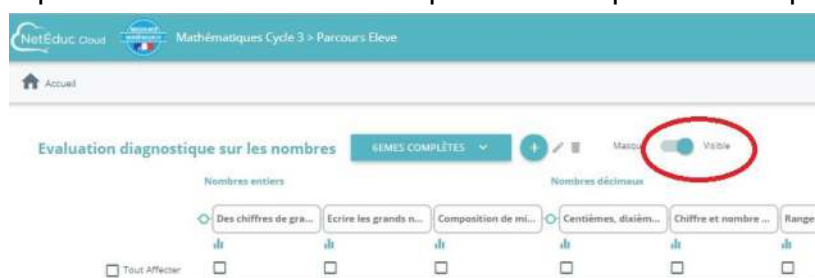 NetÉduc Cloud Mathématiques Cycle 3 > Parcours Eleve
Accueil
Evaluation diagnostique sur les nombres 6EMES COMPLÈTES + Masqu Visible
Nombres entiers Nombres décimaux
Des chiffres de gra... Ecrire les grands n... Composition de mi... Centièmes, dixièm... Chiffre et nombre ... Range
Tout Affecter